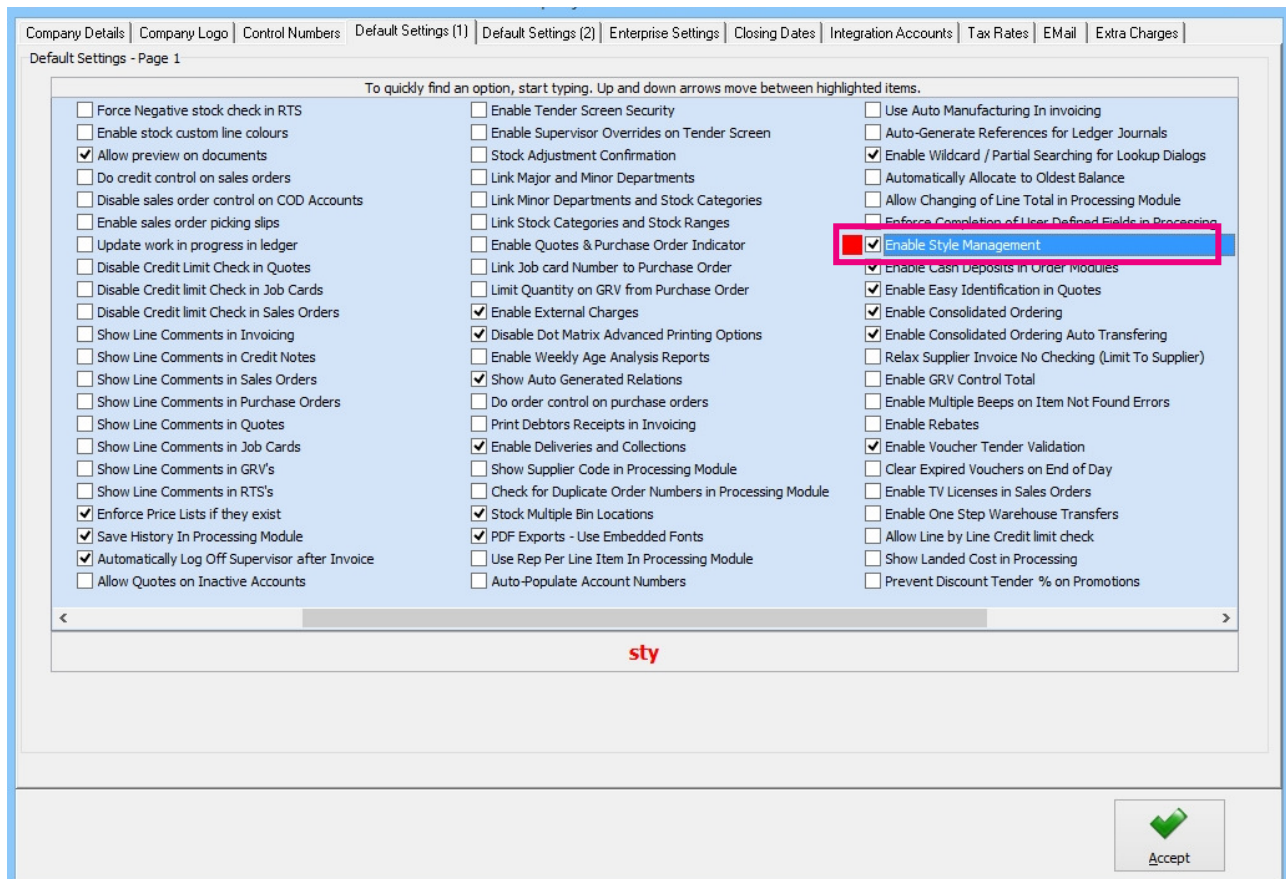 Company Details Company Logo Control Numbers Default Settings (1) Default Settings (2) Enterprise Settings Closing Dates Integration Accounts Tax Rates EMail Extra Charges
Default Settings - Page 1
To quickly find an option, start typing. Up and down arrows move between highlighted items.
Force Negative stock check in RTS
Enable stock custom line colours
Allow preview on documents
Do credit control on sales orders
Disable sales order control on COD Accounts
Enable sales order picking slips
Update work in progress in ledger
Disable Credit Limit Check in Quotes
Disable Credit limit Check in Job Cards
Disable Credit limit Check in Sales Orders
Show Line Comments in Invoicing
Show Line Comments in Credit Notes
Show Line Comments in Sales Orders
Show Line Comments in Purchase Orders
Show Line Comments in Quotes
Show Line Comments in Job Cards
Show Line Comments in GRV's
Show Line Comments in RTS's
Enforce Price Lists if they exist
Save History In Processing Module
Automatically Log Off Supervisor after Invoice
Allow Quotes on Inactive Accounts
Enable Tender Screen Security
Enable Supervisor Overrides on Tender Screen
Stock Adjustment Confirmation
Link Major and Minor Departments
Link Minor Departments and Stock Categories
Link Stock Categories and Stock Ranges
Enable Quotes & Purchase Order Indicator
Link Job card Number to Purchase Order
Limit Quantity on GRV from Purchase Order
Enable External Charges
Disable Dot Matrix Advanced Printing Options
Enable Weekly Age Analysis Reports
Show Auto Generated Relations
Do order control on purchase orders
Print Debtors Receipts in Invoicing
Enable Deliveries and Collections
Show Supplier Code in Processing Module
Check for Duplicate Order Numbers in Processing Module
Stock Multiple Bin Locations
PDF Exports - Use Embedded Fonts
Use Rep Per Line Item In Processing Module
Auto-Populate Account Numbers
Use Auto Manufacturing In invoicing
Auto-Generate References for Ledger Journals
Enable Wildcard / Partial Searching for Lookup Dialogs
Automatically Allocate to Oldest Balance
Allow Changing of Line Total in Processing Module
Enforce Completion of User Defined Fields in Processing
Enable Style Management
Enable Cash Deposits in Order Modules
Enable Easy Identification in Quotes
Enable Consolidated Ordering
Enable Consolidated Ordering Auto Transfering
Relax Supplier Invoice No Checking (Limit To Supplier)
Enable GRV Control Total
Enable Multiple Beeps on Item Not Found Errors
Enable Rebates
Enable Voucher Tender Validation
Clear Expired Vouchers on End of Day
Enable TV Licenses in Sales Orders
Enable One Step Warehouse Transfers
Allow Line by Line Credit limit check
Show Landed Cost in Processing
Prevent Discount Tender % on Promotions
sty
Accept